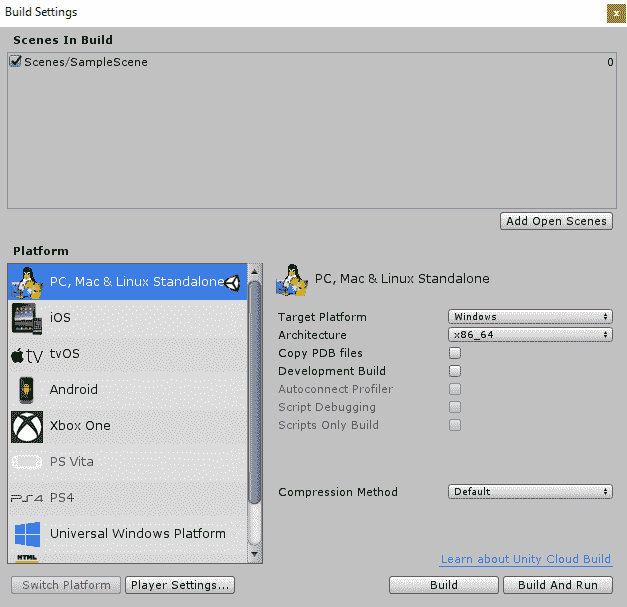 Build Settings
Scenes In Build
Scenes/SampleScene 0
Add Open Scenes
Platform
PC, Mac & Linux Standalone
iOS
tv tvOS
Android
Xbox One
PS Vita
PS4 PS4
Universal Windows Platform
HTML
PC, Mac & Linux Standalone
Target Platform Windows
Architecture x86_64
Copy PDB files
Development Build
Autoconnect Profiler
Script Debugging
Scripts Only Build
Compression Method Default
Learn about Unity Cloud Build
Switch Platform Player Settings... Build Build And Run